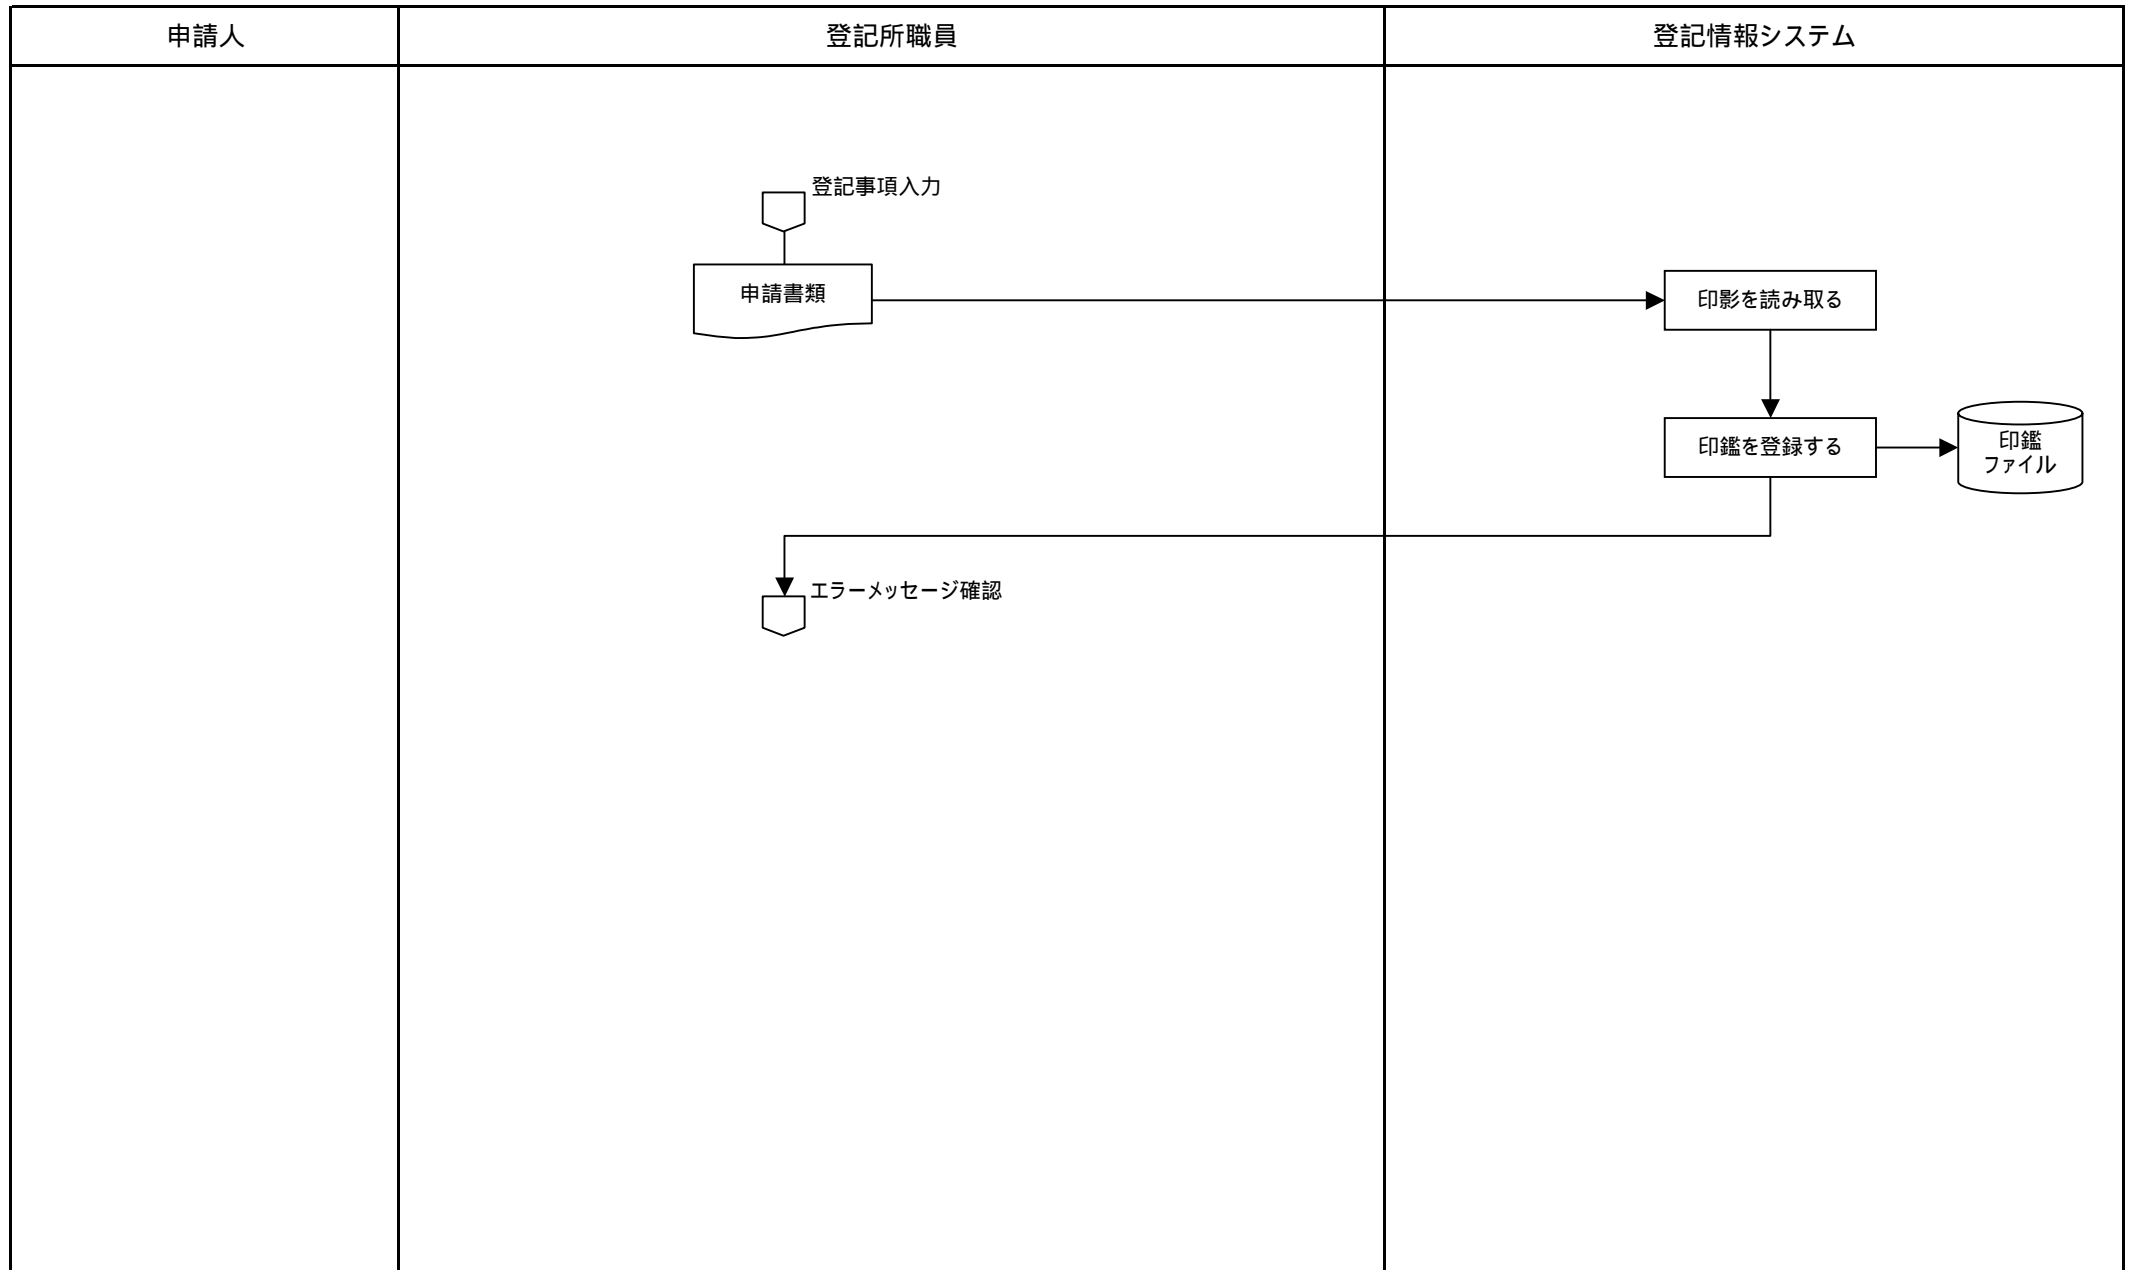 申請人
登記所職員
登記情報システム
登記事項入力
申請書類
印影を読み取る
印鑑を登録する
印鑑
ファイル
エラーメッセージ確認